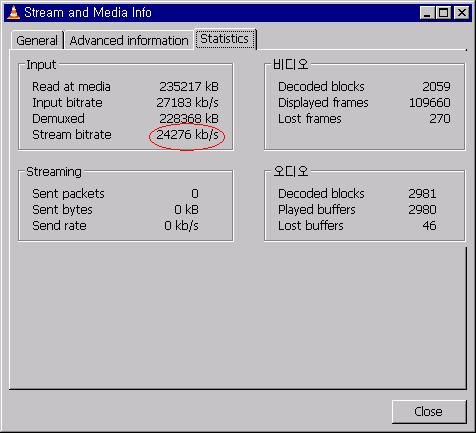 Stream and Media Info
General Advanced information Statistics
Input
Read at media 235217 kB
Input bitrate 27183 kb/s
Demuxed 228368 kB
Stream bitrate 24276 kb/s
비디오
Decoded blocks 2059
Displayed frames 109660
Lost frames 270
Streaming
Sent packets 0
Sent bytes 0 kB
Send rate 0 kb/s
오디오
Decoded blocks 2981
Played buffers 2980
Lost buffers 46
Close